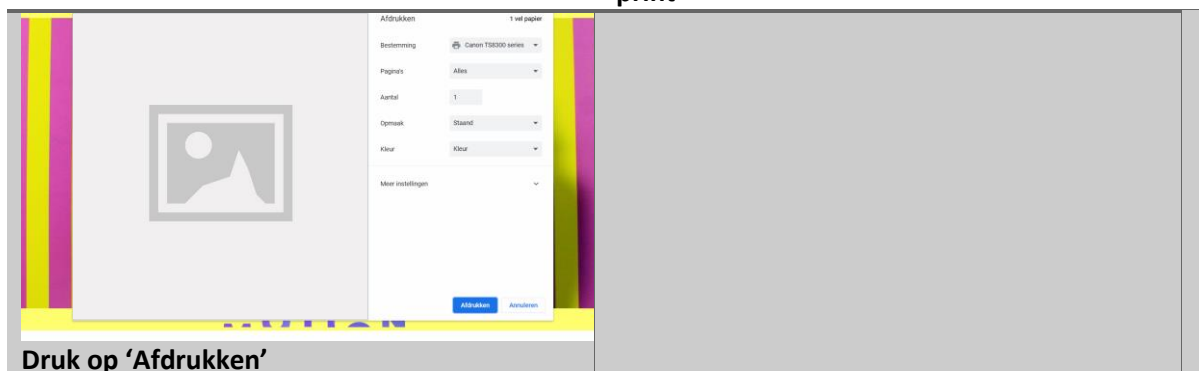 print
Afdrukken 1 vel papier
Bestemming Canon TS8300 series
Pagina's Alles
Aantal 1
Opmaak Staand
Kleur Kleur
Meer instellingen
Afdrukken Annuleren
Druk op ‘Afdrukken’